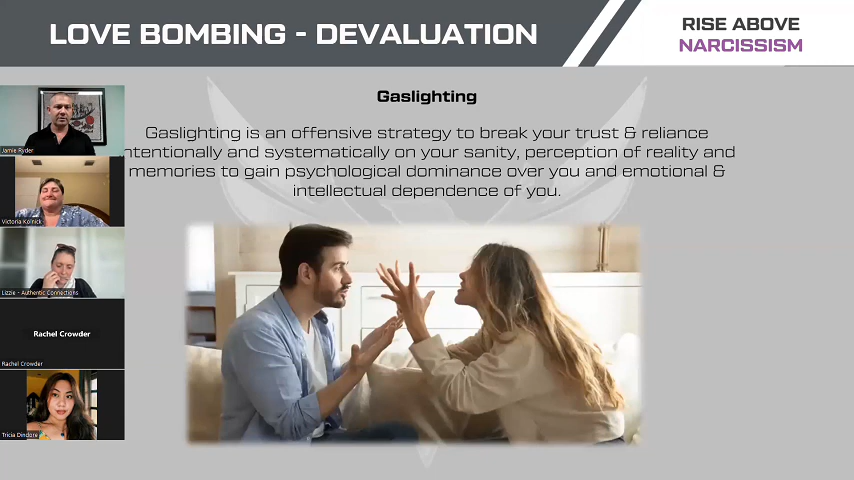 LOVE BOMBING - DEVALUATION
RISE ABOVE
NARCISSISM
Gaslighting
Gaslighting is an offensive strategy to break your trust & reliance
ntentionally and systematically on your sanity, perception of reality and
memories to gain psychological dominance over you and emotional &
intellectual dependence of you.
Jamie Ryder
Victoria Kolnick
Lizzie - Authentic Connections
Rachel Crowder
Rachel Crowder
Tricia Dindore